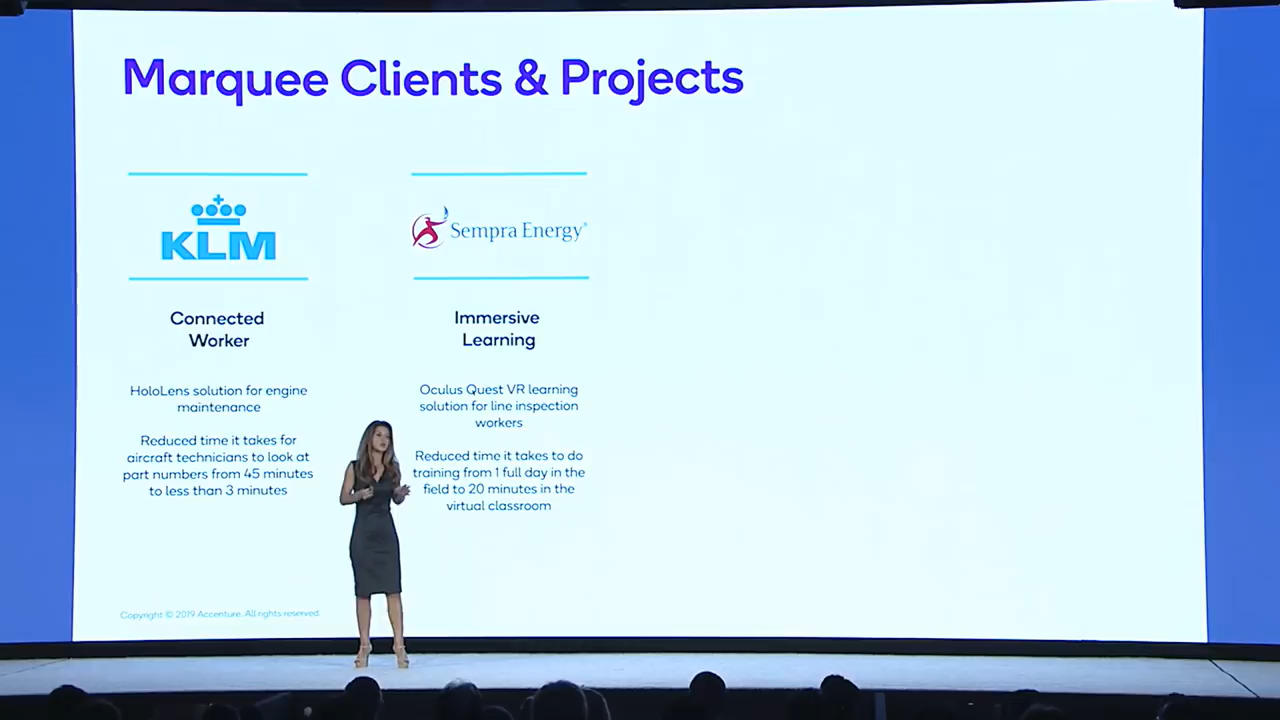 Marquee Clients & Projects
KLM
Connected
Worker
HoloLens solution for engine
maintenance
Reduced time it takes for
aircraft technicians to look at
part numbers from 45 minutes
to less than 3 minutes
Sempra Energy®
Immersive
Learning
Oculus Quest VR learning
solution for line inspection
workers
Reduced time it takes to do
training from 1 full day in the
field to 20 minutes in the
virtual classroom
Copyright © 2019 Accenture. All rights reserved.